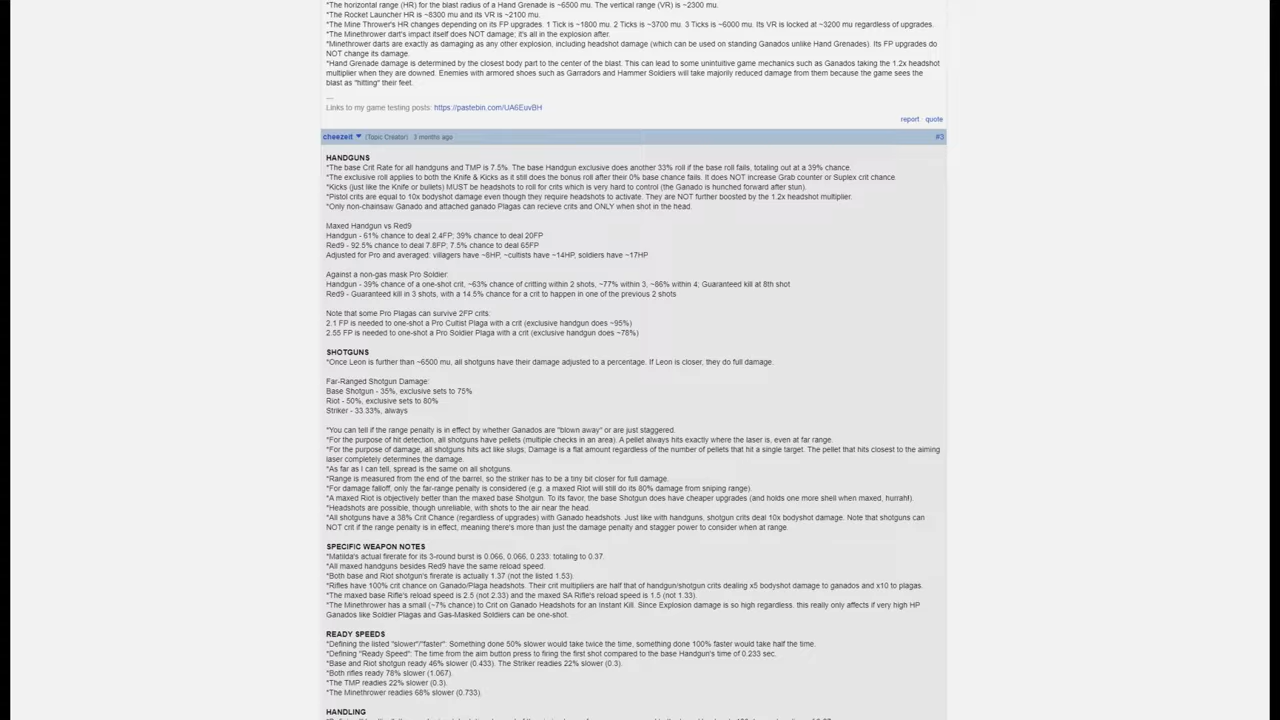 *The horizontal range (HR) for the blast radius of a Hand Grenade is ~6500 mu. The vertical range (VR) is ~2300 mu.
*The Rocket Launcher HR is ~8300 mu and its VR is ~2100 mu.
*The Mine Thrower's HR changes depending on its FP upgrades. 1 Tick is ~1800 mu. 2 Ticks is ~3700 mu. 3 Ticks is ~6000 mu. Its VR is locked at ~3200 mu regardless of upgrades.
*The Minethrower dart's impact itself does NOT damage; it's all in the explosion after.
*Minethrower darts are exactly as damaging as any other explosion, including headshot damage (which can be used on standing Ganados unlike Hand Grenades). Its FP upgrades do
NOT change its damage.
*Hand Grenade damage is determined by the closest body part to the center of the blast. This can lead to some unintuitive game mechanics such as Ganados taking the 1.2x headshot
multiplier when they are downed. Enemies with armored shoes such as Garradors and Hammer Soldiers will take majorly reduced damage from them because the game sees the
blast as "hitting" their feet.
---
Links to my game testing posts: https://pastebin.com/UA6EuvBH
report quote
cheezeit (Topic Creator) 3 months ago #3
HANDGUNS
*The base Crit Rate for all handguns and TMP is 7.5%. The base Handgun exclusive does another 33% roll if the base roll fails, totaling out at a 39% chance.
*The exclusive roll applies to both the Knife & Kicks as it still does the bonus roll after their 0% base chance fails. It does NOT increase Grab counter or Suplex crit chance.
*Kicks (just like the Knife or bullets) MUST be headshots to roll for crits which is very hard to control (the Ganado is hunched forward after stun).
*Pistol crits are equal to 10x bodyshot damage even though they require headshots to activate. They are NOT further boosted by the 1.2x headshot multiplier.
*Only non-chainsaw Ganado and attached ganado Plagas can recieve crits and ONLY when shot in the head.
Maxed Handgun vs Red9
Handgun - 61% chance to deal 2.4FP; 39% chance to deal 20FP
Red9 - 92.5% chance to deal 7.8FP; 7.5% chance to deal 65FP
Adjusted for Pro and averaged: villagers have ~8HP, ~cultists have ~14HP, soldiers have ~17HP
Against a non-gas mask Pro Soldier:
Handgun - 39% chance of a one-shot crit, ~63% chance of critting within 2 shots, ~77% within 3, ~86% within 4; Guaranteed kill at 8th shot
Red9 - Guaranteed kill in 3 shots, with a 14.5% chance for a crit to happen in one of the previous 2 shots
Note that some Pro Plagas can survive 2FP crits:
2.1 FP is needed to one-shot a Pro Cultist Plaga with a crit (exclusive handgun does ~95%)
2.55 FP is needed to one-shot a Pro Soldier Plaga with a crit (exclusive handgun does ~78%)
SHOTGUNS
*Once Leon is further than ~6500 mu, all shotguns have their damage adjusted to a percentage. If Leon is closer, they do full damage.
Far-Ranged Shotgun Damage:
Base Shotgun - 35%, exclusive sets to 75%
Riot - 50%, exclusive sets to 80%
Striker - 33.33%, always
*You can tell if the range penalty is in effect by whether Ganados are "blown away" or are just staggered.
*For the purpose of hit detection, all shotguns have pellets (multiple checks in an area). A pellet always hits exactly where the laser is, even at far range.
*For the purpose of damage, all shotguns hits act like slugs; Damage is a flat amount regardless of the number of pellets that hit a single target. The pellet that hits closest to the aiming
laser completely determines the damage.
*As far as I can tell, spread is the same on all shotguns.
*Range is measured from the end of the barrel, so the striker has to be a tiny bit closer for full damage.
*For damage falloff, only the far-range penalty is considered (e.g. a maxed Riot will still do its 80% damage from sniping range).
*A maxed Riot is objectively better than the maxed base Shotgun. To its favor, the base Shotgun does have cheaper upgrades (and holds one more shell when maxed, hurrah!).
*Headshots are possible, though unreliable, with shots to the air near the head.
*All shotguns have a 38% Crit Chance (regardless of upgrades) with Ganado headshots. Just like with handguns, shotgun crits deal 10x bodyshot damage. Note that shotguns can
NOT crit if the range penalty is in effect, meaning there's more than just the damage penalty and stagger power to consider when at range.
SPECIFIC WEAPON NOTES
*Matilda's actual firerate for its 3-round burst is 0.066, 0.066, 0.233: totaling to 0.37.
*All maxed handguns besides Red9 have the same reload speed.
*Both base and Riot shotgun's firerate is actually 1.37 (not the listed 1.53).
*Rifles have 100% crit chance on Ganado/Plaga headshots. Their crit multipliers are half that of handgun/shotgun crits dealing x5 bodyshot damage to ganados and x10 to plagas.
*The maxed base Rifle's reload speed is 2.5 (not 2.33) and the maxed SA Rifle's reload speed is 1.5 (not 1.33).
*The Minethrower has a small (~7% chance) to Crit on Ganado Headshots for an Instant Kill. Since Explosion damage is so high regardless, this really only affects if very high HP
Ganados like Soldier Plagas and Gas-Masked Soldiers can be one-shot.
READY SPEEDS
*Defining the listed "slower"/"faster": Something done 50% slower would take twice the time, something done 100% faster would take half the time.
*Defining "Ready Speed": The time from the aim button press to firing the first shot compared to the base Handgun's time of 0.233 sec.
*Base and Riot shotgun ready 46% slower (0.433). The Striker readies 22% slower (0.3).
*Both rifles ready 78% slower (1.067).
*The TMP readies 22% slower (0.3).
*The Minethrower readies 68% slower (0.733).
HANDLING